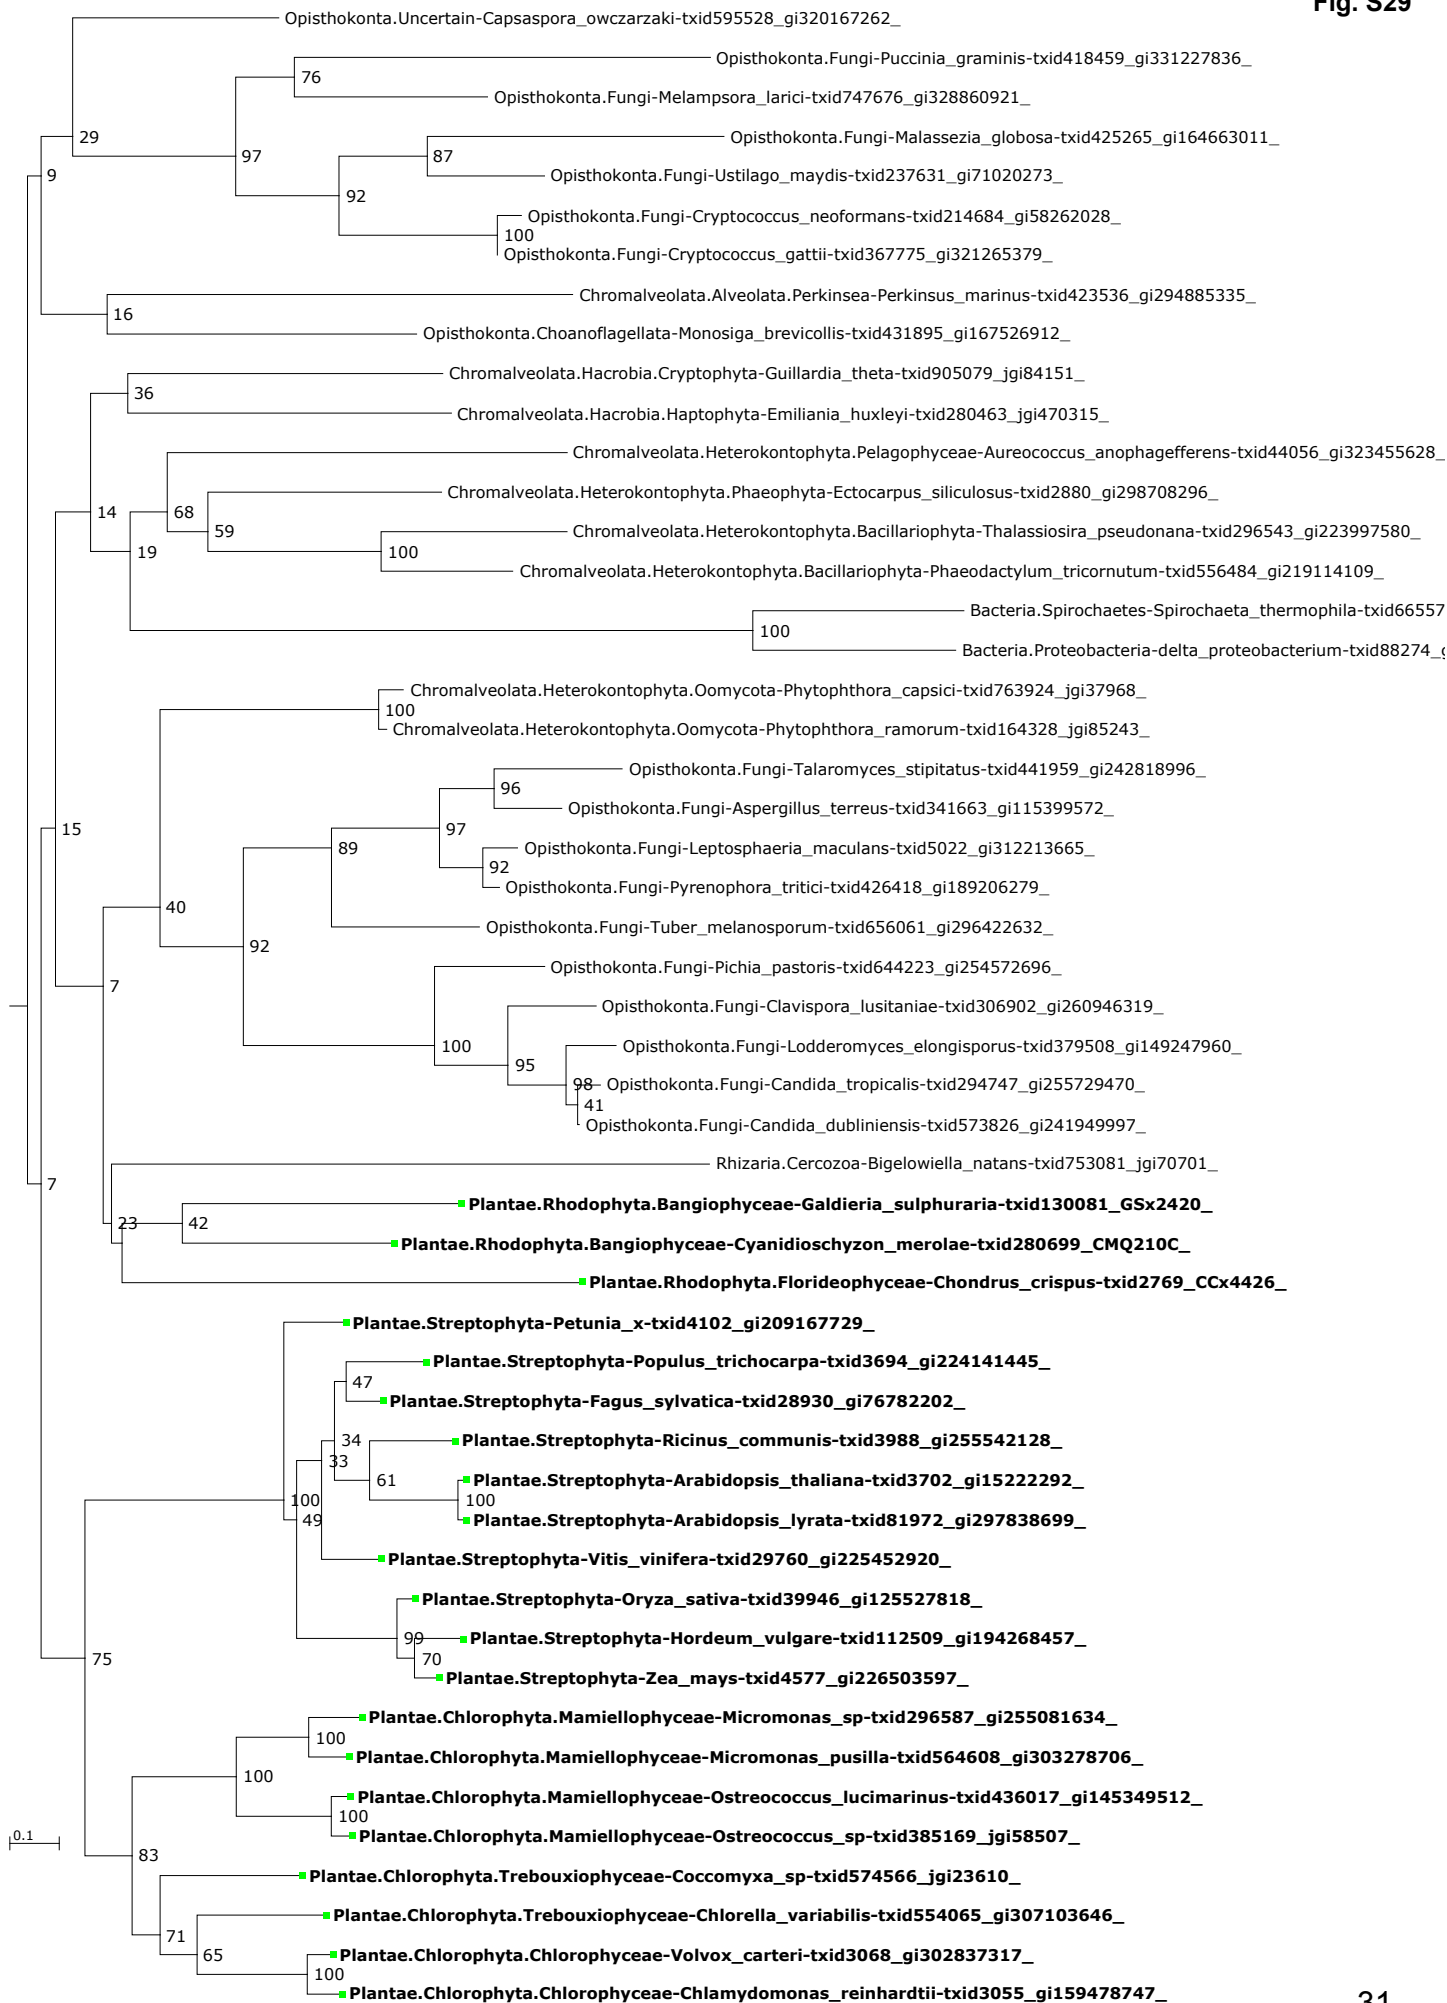 Fig. S29
Opisthokonta.Uncertain-Capsaspora_owczarzaki-txid595528_gi320167262_
Opisthokonta.Fungi-Puccinia_graminis-txid418459_gi331227836_
76
Opisthokonta.Fungi-Melampsora_larici-txid747676_gi328860921_
29
Opisthokonta.Fungi-Malassezia_globosa-txid425265_gi164663011_
97
87
9
Opisthokonta.Fungi-Ustilago_maydis-txid237631_gi71020273_
92
Opisthokonta.Fungi-Cryptococcus_neoformans-txid214684_gi58262028_
100
Opisthokonta.Fungi-Cryptococcus_gattii-txid367775_gi321265379_
Chromalveolata.Alveolata.Perkinsea-Perkinsus_marinus-txid423536_gi294885335_
16
Opisthokonta.Choanoflagellata-Monosiga_brevicollis-txid431895_gi167526912_
Chromalveolata.Hacrobia.Cryptophyta-Guillardia_theta-txid905079_jgi84151_
36
Chromalveolata.Hacrobia.Haptophyta-Emiliania_huxleyi-txid280463_jgi470315_
Chromalveolata.Heterokontophyta.Pelagophyceae-Aureococcus_anophagefferens-txid44056_gi323455628_
Chromalveolata.Heterokontophyta.Phaeophyta-Ectocarpus_siliculosus-txid2880_gi298708296_
14
68
59
Chromalveolata.Heterokontophyta.Bacillariophyta-Thalassiosira_pseudonana-txid296543_gi223997580_
19
100
Chromalveolata.Heterokontophyta.Bacillariophyta-Phaeodactylum_tricornutum-txid556484_gi219114109_
Bacteria.Spirochaetes-Spirochaeta_thermophila-txid66557
100
Bacteria.Proteobacteria-delta_proteobacterium-txid88274_g
Chromalveolata.Heterokontophyta.Oomycota-Phytophthora_capsici-txid763924_jgi37968_
100
Chromalveolata.Heterokontophyta.Oomycota-Phytophthora_ramorum-txid164328_jgi85243_
Opisthokonta.Fungi-Talaromyces_stipitatus-txid441959_gi242818996_
96
Opisthokonta.Fungi-Aspergillus_terreus-txid341663_gi115399572_
15
97
89
Opisthokonta.Fungi-Leptosphaeria_maculans-txid5022_gi312213665_
92
Opisthokonta.Fungi-Pyrenophora_tritici-txid426418_gi189206279_
40
Opisthokonta.Fungi-Tuber_melanosporum-txid656061_gi296422632_
92
Opisthokonta.Fungi-Pichia_pastoris-txid644223_gi254572696_
7
Opisthokonta.Fungi-Clavispora_lusitaniae-txid306902_gi260946319_
100
Opisthokonta.Fungi-Lodderomyces_elongisporus-txid379508_gi149247960_
95
98
Opisthokonta.Fungi-Candida_tropicalis-txid294747_gi255729470_
41
Opisthokonta.Fungi-Candida_dubliniensis-txid573826_gi241949997_
Rhizaria.Cercozoa-Bigelowiella_natans-txid753081_jgi70701_
7
Plantae.Rhodophyta.Bangiophyceae-Galdieria_sulphuraria-txid130081_GSx2420_
23
42
Plantae.Rhodophyta.Bangiophyceae-Cyanidioschyzon_merolae-txid280699_CMQ210C_
Plantae.Rhodophyta.Florideophyceae-Chondrus_crispus-txid2769_CCx4426_
Plantae.Streptophyta-Petunia_x-txid4102_gi209167729_
Plantae.Streptophyta-Populus_trichocarpa-txid3694_gi224141445_
47
Plantae.Streptophyta-Fagus_sylvatica-txid28930_gi76782202_
34
Plantae.Streptophyta-Ricinus_communis-txid3988_gi255542128_
33
61
Plantae.Streptophyta-Arabidopsis_thaliana-txid3702_gi15222292_
100
100
49
Plantae.Streptophyta-Arabidopsis_lyrata-txid81972_gi297838699_
Plantae.Streptophyta-Vitis_vinifera-txid29760_gi225452920_
Plantae.Streptophyta-Oryza_sativa-txid39946_gi125527818_
99
Plantae.Streptophyta-Hordeum_vulgare-txid112509_gi194268457_
75
70
Plantae.Streptophyta-Zea_mays-txid4577_gi226503597_
Plantae.Chlorophyta.Mamiellophyceae-Micromonas_sp-txid296587_gi255081634_
100
Plantae.Chlorophyta.Mamiellophyceae-Micromonas_pusilla-txid564608_gi303278706_
100
Plantae.Chlorophyta.Mamiellophyceae-Ostreococcus_lucimarinus-txid436017_gi145349512_
100
0.1
Plantae.Chlorophyta.Mamiellophyceae-Ostreococcus_sp-txid385169_jgi58507_
83
Plantae.Chlorophyta.Trebouxiophyceae-Coccomyxa_sp-txid574566_jgi23610_
Plantae.Chlorophyta.Trebouxiophyceae-Chlorella_variabilis-txid554065_gi307103646_
71
65
Plantae.Chlorophyta.Chlorophyceae-Volvox_carteri-txid3068_gi302837317_
100
Plantae.Chlorophyta.Chlorophyceae-Chlamydomonas_reinhardtii-txid3055_gi159478747_
31